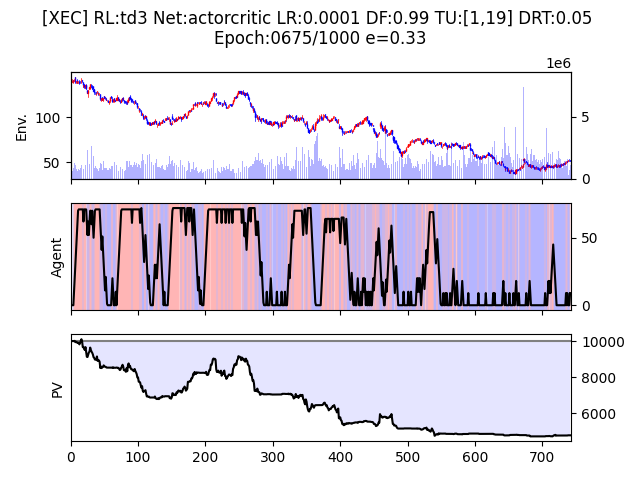 [XEC] RL:td3 Net:actorcritic LR:0.0001 DF:0.99 TU:[1,19] DRT:0.05
Epoch:0675/1000 e=0.33
1e6
Env.
100
50
5
0
Agent
50
0
PV
10000
8000
6000
0 100 200 300 400 500 600 700